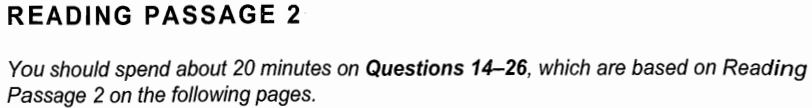 READING PASSAGE 2
You should spend about 20 minutes on Questions 14–26, which are based on Reading
Passage 2 on the following pages.